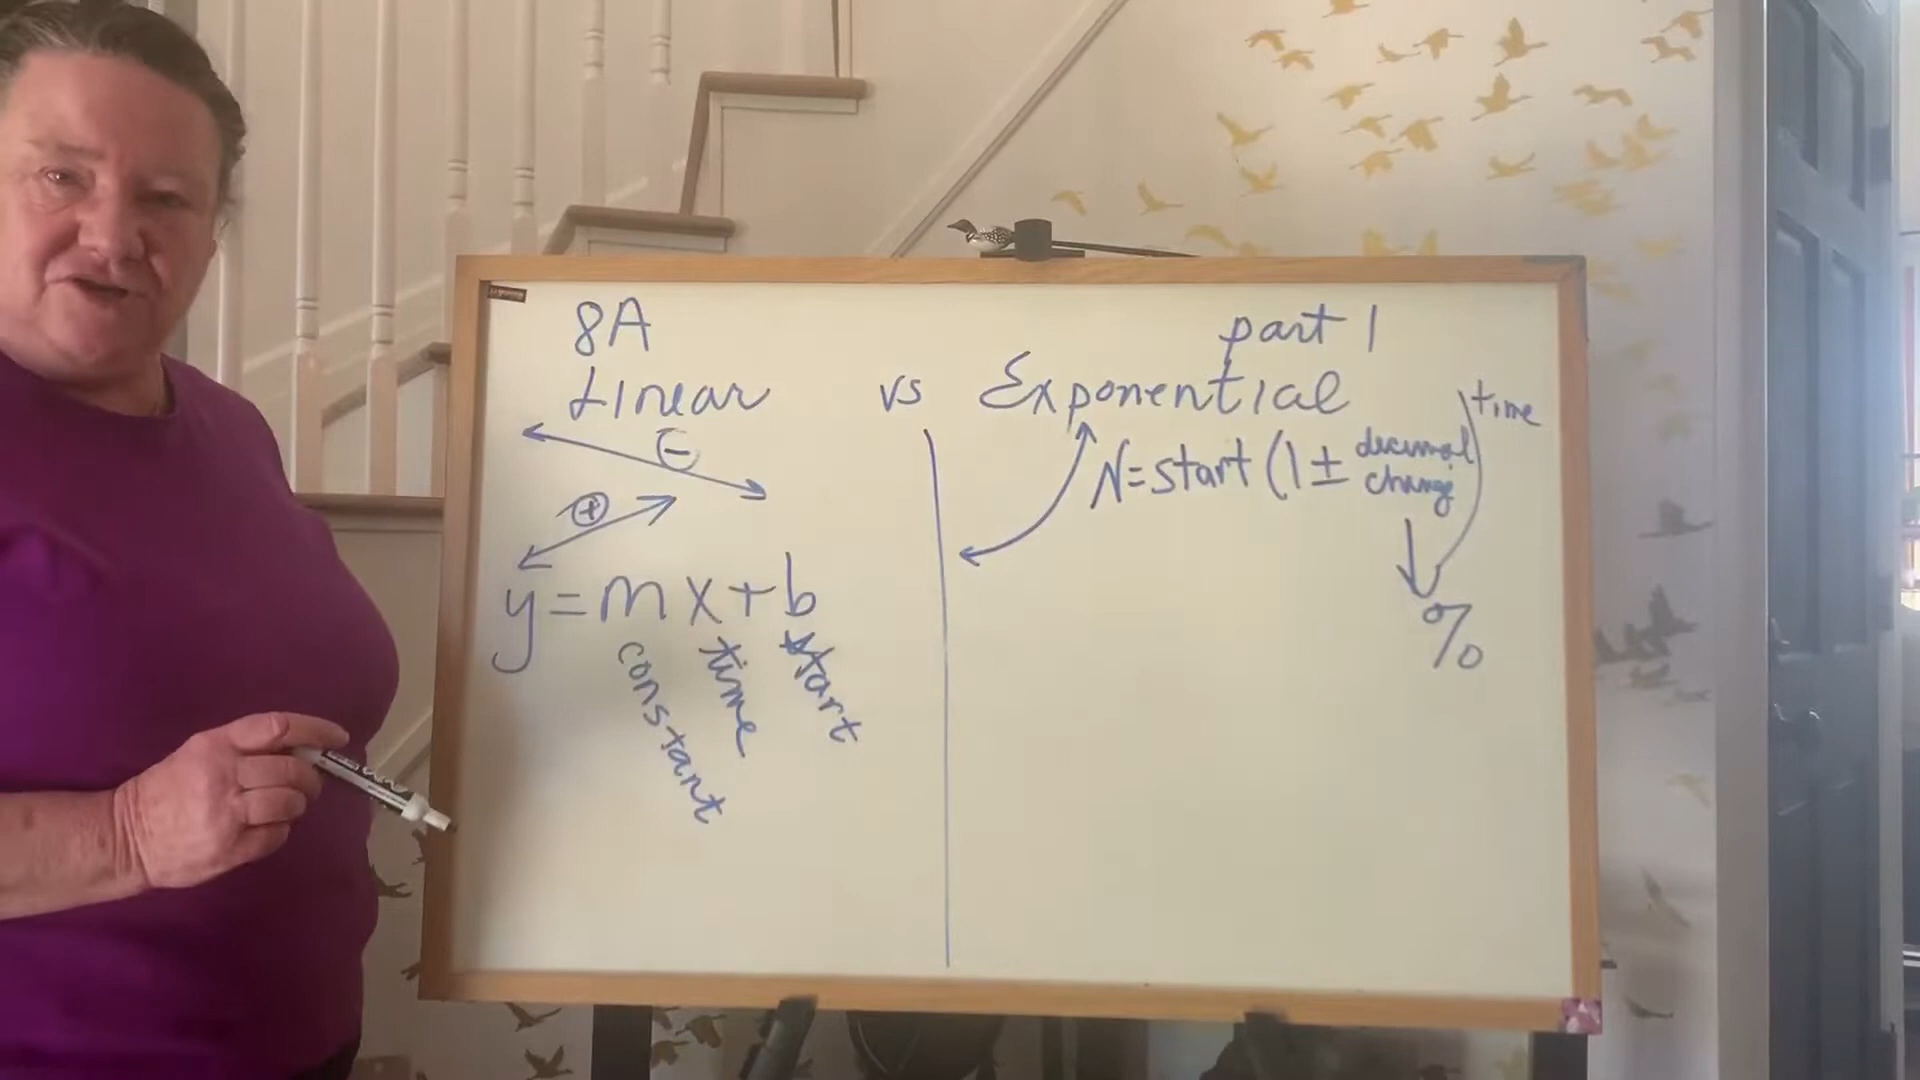 8A
part 1
Linear vs Exponential
time
N=start (1± decimal change)
⊖
⊕
%
y=mx+b
constant
time
start